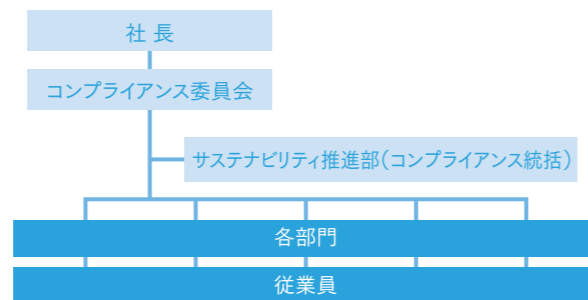 社 長
コンプライアンス委員会
サステナビリティ推進部（コンプライアンス統括）
各部門
従業員